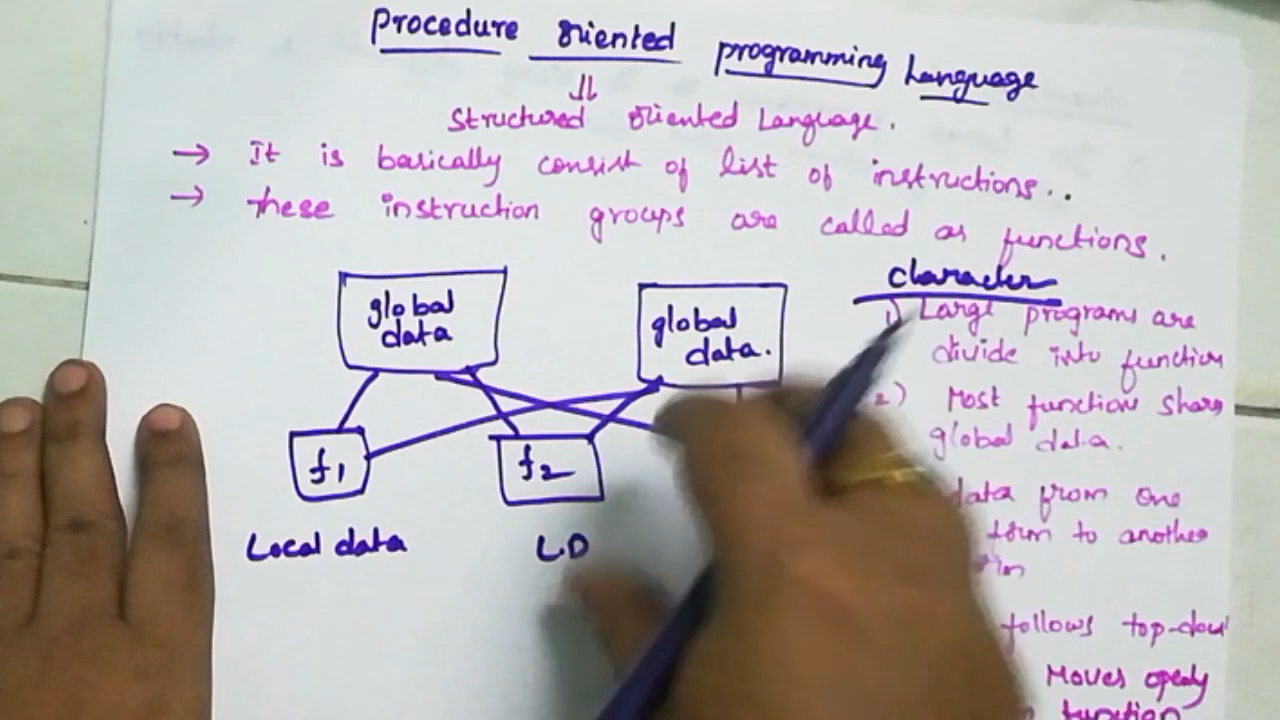 Procedure oriented programming Language
⇓
Structured oriented Language.
→ It is basically consist of list of instructions..
→ these instruction groups are called as functions.
global
data
global
data.
f1
f2
Local data
LD
character
1) Large programs are
divide into function
2) Most functions share
global data.
data from one
form to another
follows top-down
Moves openly
function